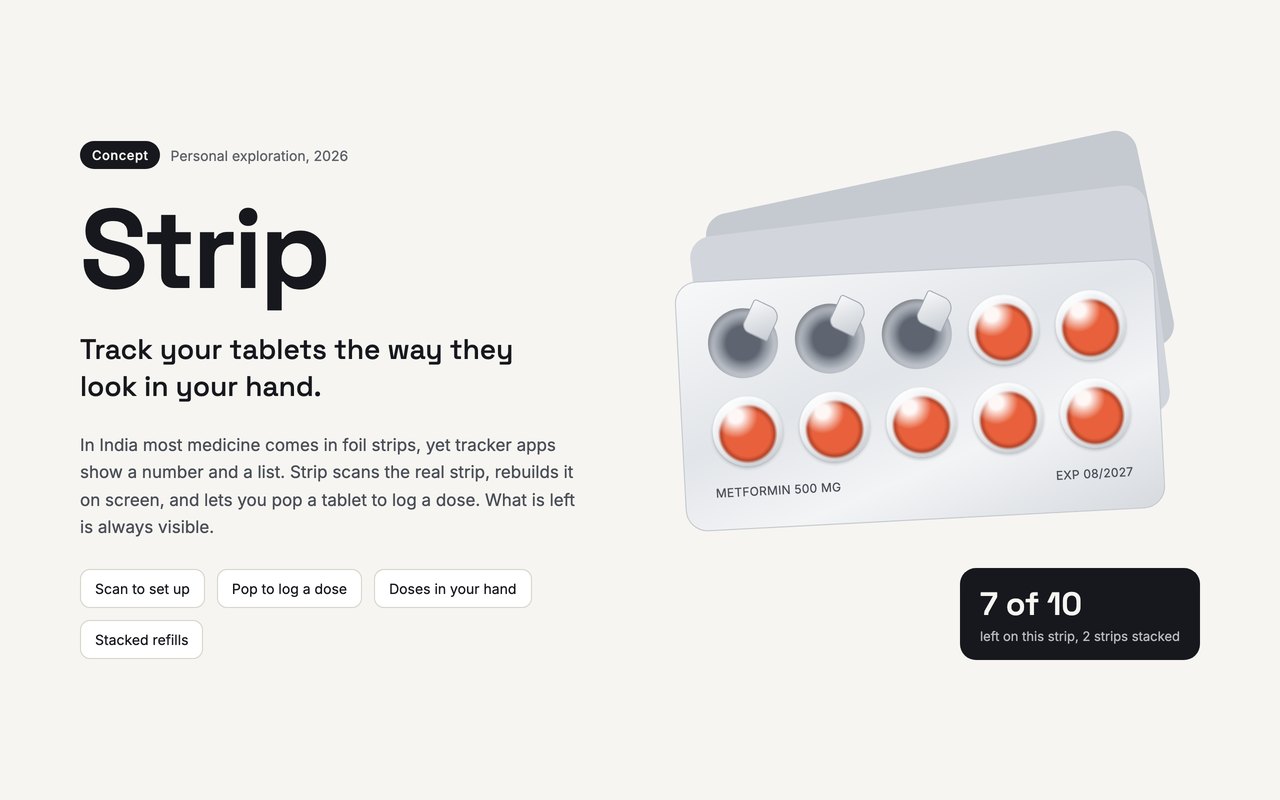 Concept
Personal exploration, 2026
Strip
Track your tablets the way they
look in your hand.
In India most medicine comes in foil strips, yet tracker apps
show a number and a list. Strip scans the real strip, rebuilds it
on screen, and lets you pop a tablet to log a dose. What is left
is always visible.
Scan to set up
Pop to log a dose
Doses in your hand
Stacked refills
METFORMIN 500 MG
EXP 08/2027
7 of 10
left on this strip, 2 strips stacked